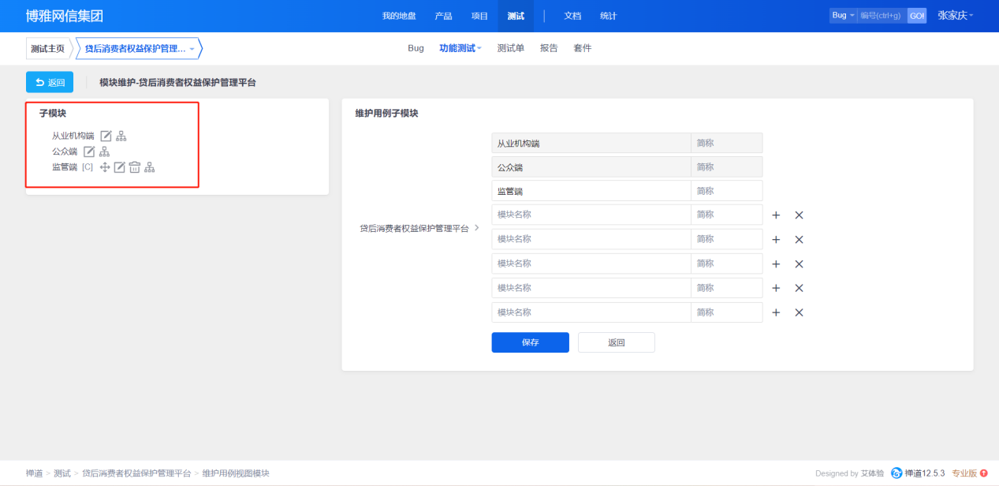 博雅网信集团 我的地盘 产品 项目 测试 文档 统计 Bug 编号(ctrl+g) GO! 张家庆
测试主页 贷后消费者权益保护管理... Bug 功能测试 测试单 报告 套件
返回 模块维护-贷后消费者权益保护管理平台
子模块
从业机构端
公众端
监管端 [C]
维护用例子模块
从业机构端 简称
公众端 简称
监管端 简称
模块名称 简称
贷后消费者权益保护管理平台
模块名称 简称
模块名称 简称
模块名称 简称
模块名称 简称
保存 返回
禅道 > 测试 > 贷后消费者权益保护管理平台 > 维护用例视图模块 Designed by 艾体验 禅道12.5.3 专业版